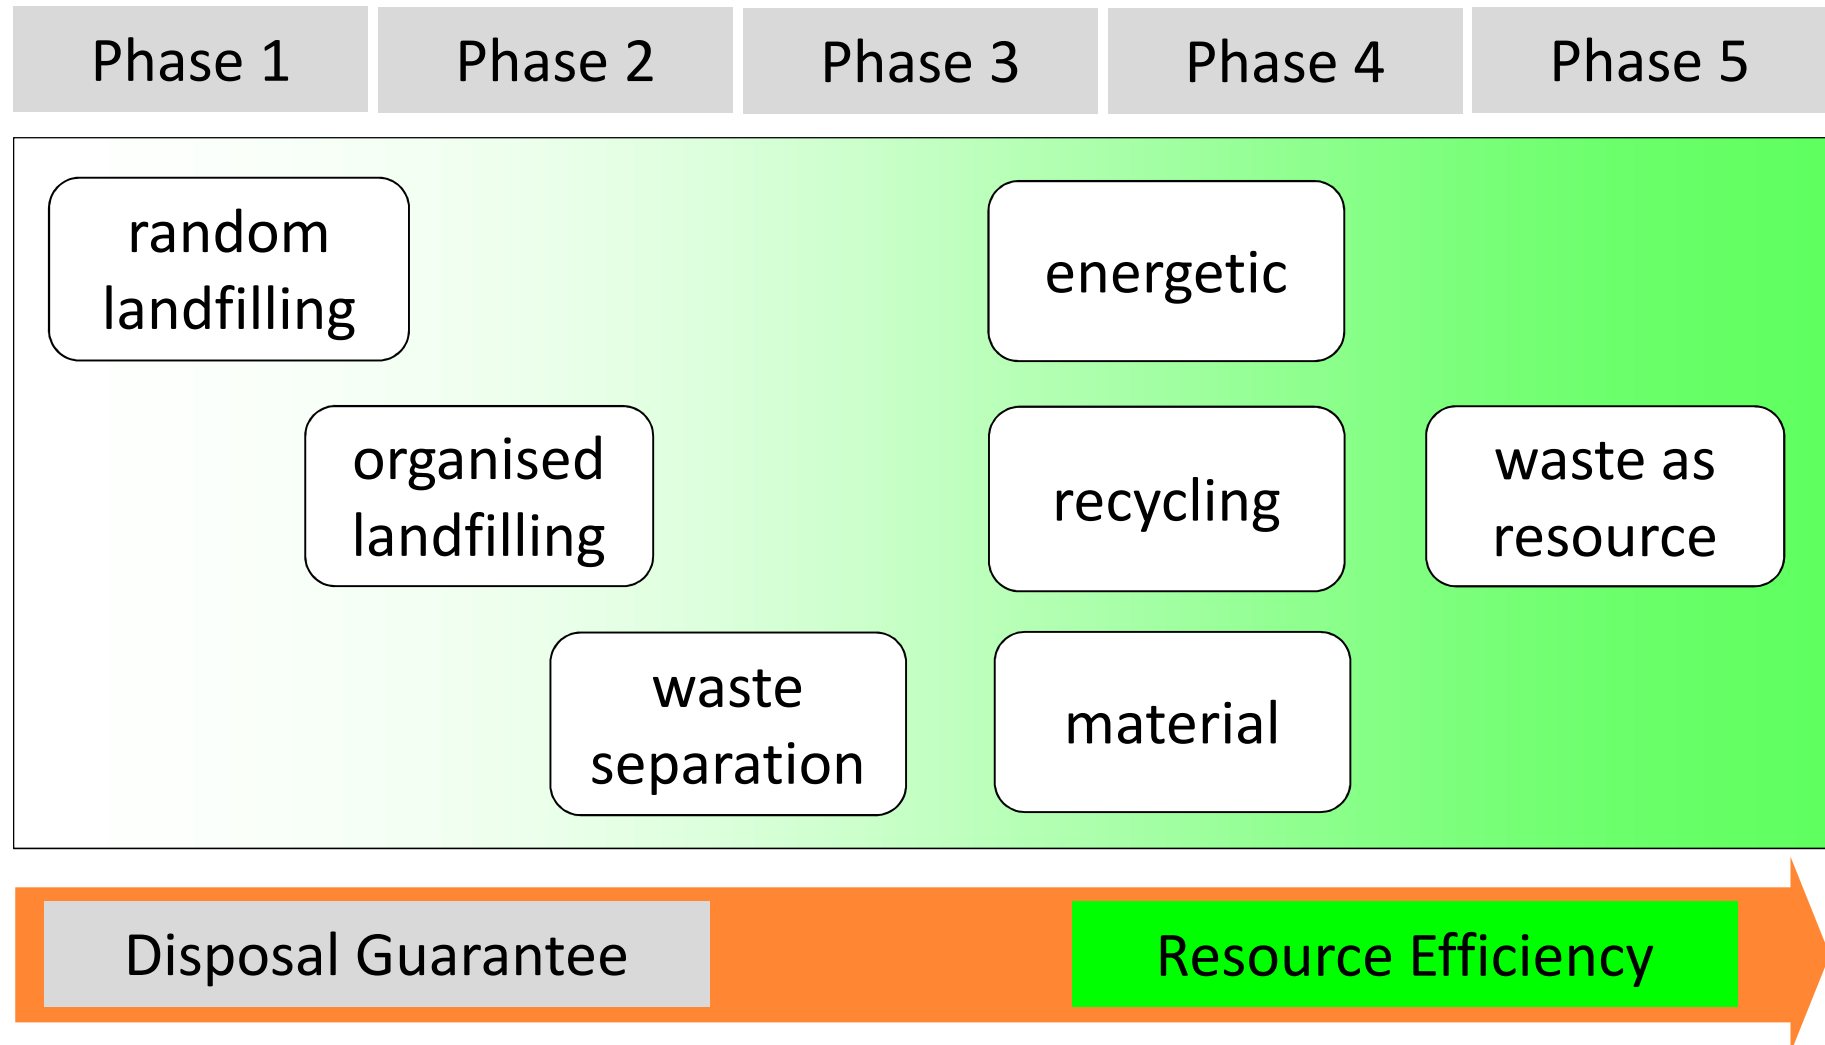 Phase 1
Phase 2
Phase 3
Phase 4
Phase 5
random
landfilling
energetic
organised
landfilling
recycling
waste as
resource
waste
separation
material
Disposal Guarantee
Resource Efficiency